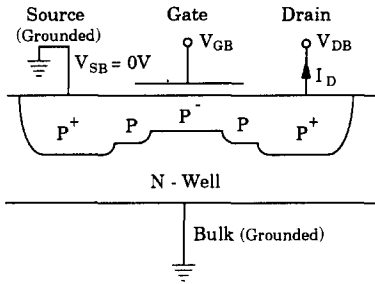 Source
(Grounded)
Gate
Drain
V_SB = 0V
V_GB
V_DB
I_D
P⁺
P
P⁻
P
P⁺
N - Well
Bulk (Grounded)